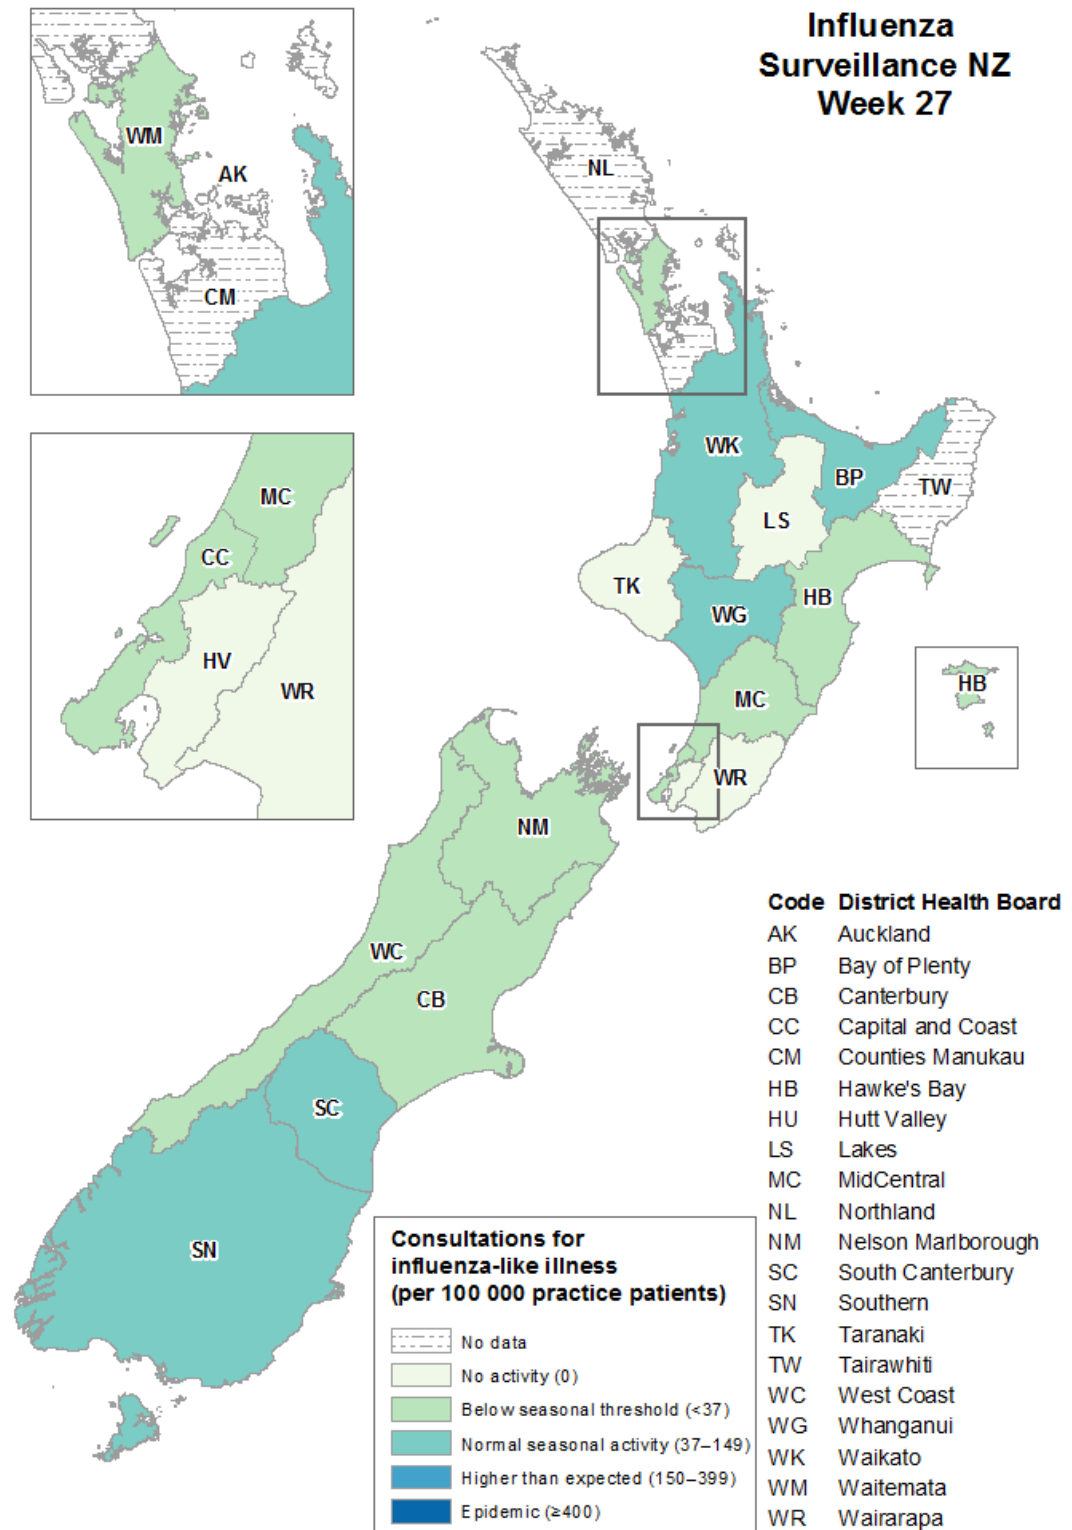 Influenza
Surveillance NZ
Week 27
WM
AK
CM
MC
CC
HV
WR
NL
WK
BP
TW
LS
TK
WG
HB
MC
WR
HB
NM
WC
CB
SC
SN
Consultations for
influenza-like illness
(per 100 000 practice patients)
No data
No activity (0)
Below seasonal threshold (<37)
Normal seasonal activity (37–149)
Higher than expected (150–399)
Epidemic (≥400)
Code District Health Board
AK Auckland
BP Bay of Plenty
CB Canterbury
CC Capital and Coast
CM Counties Manukau
HB Hawke's Bay
HU Hutt Valley
LS Lakes
MC MidCentral
NL Northland
NM Nelson Marlborough
SC South Canterbury
SN Southern
TK Taranaki
TW Tairawhiti
WC West Coast
WG Whanganui
WK Waikato
WM Waitemata
WR Wairarapa